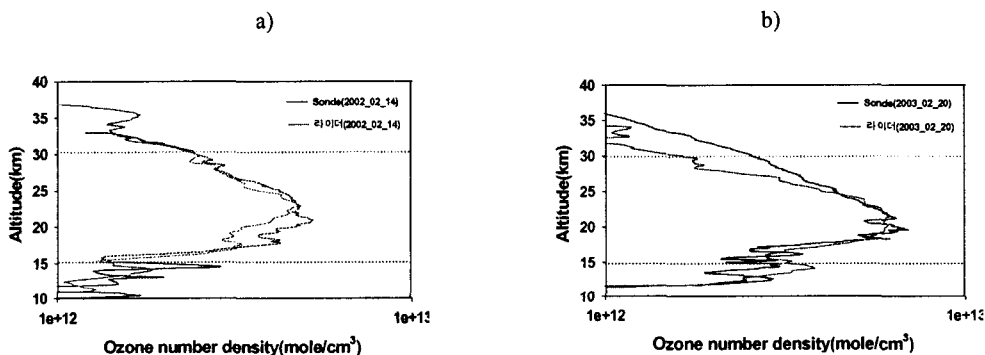 a)
40
35
30
25
20
15
10
Altitude(km)
Sonde(2002_02_14)
라이더(2002_02_14)
1e+12
1e+13
Ozone number density(mole/cm³)
b)
40
35
30
25
20
15
10
Altitude(km)
Sonde(2003_02_20)
라이더(2003_02_20)
1e+12
1e+13
Ozone number density(mole/cm³)